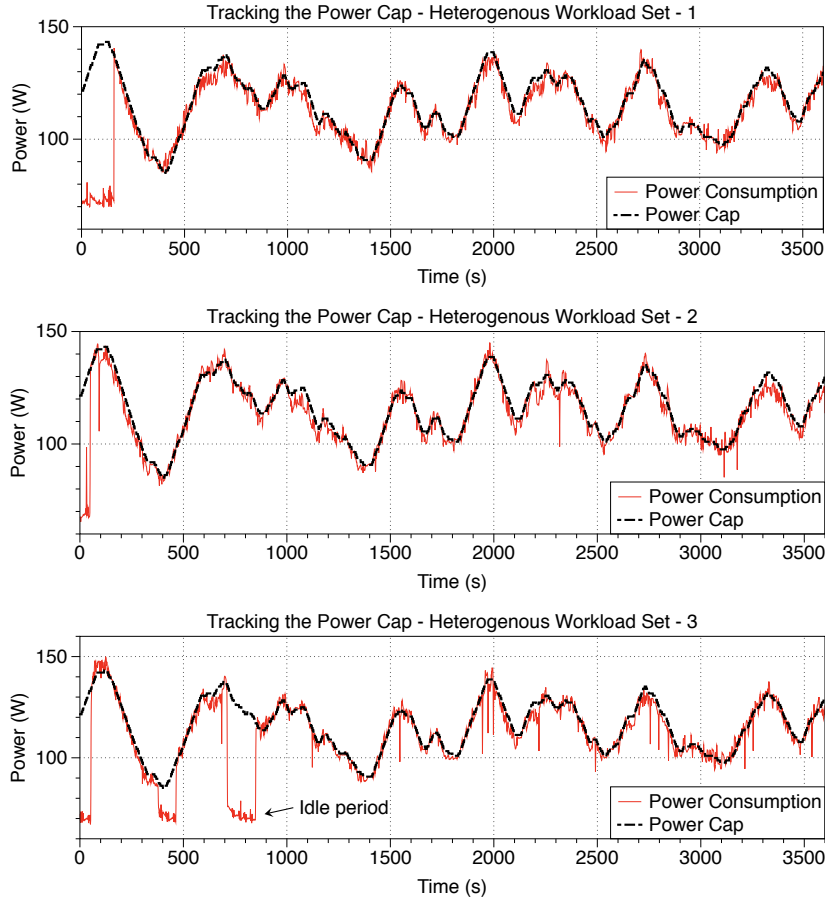 Tracking the Power Cap - Heterogenous Workload Set - 1
150
100
Power (W)
Power Consumption
Power Cap
0 500 1000 1500 2000 2500 3000 3500
Time (s)
Tracking the Power Cap - Heterogenous Workload Set - 2
150
100
Power (W)
Power Consumption
Power Cap
0 500 1000 1500 2000 2500 3000 3500
Time (s)
Tracking the Power Cap - Heterogenous Workload Set - 3
150
100
Power (W)
Idle period
Power Consumption
Power Cap
0 500 1000 1500 2000 2500 3000 3500
Time (s)